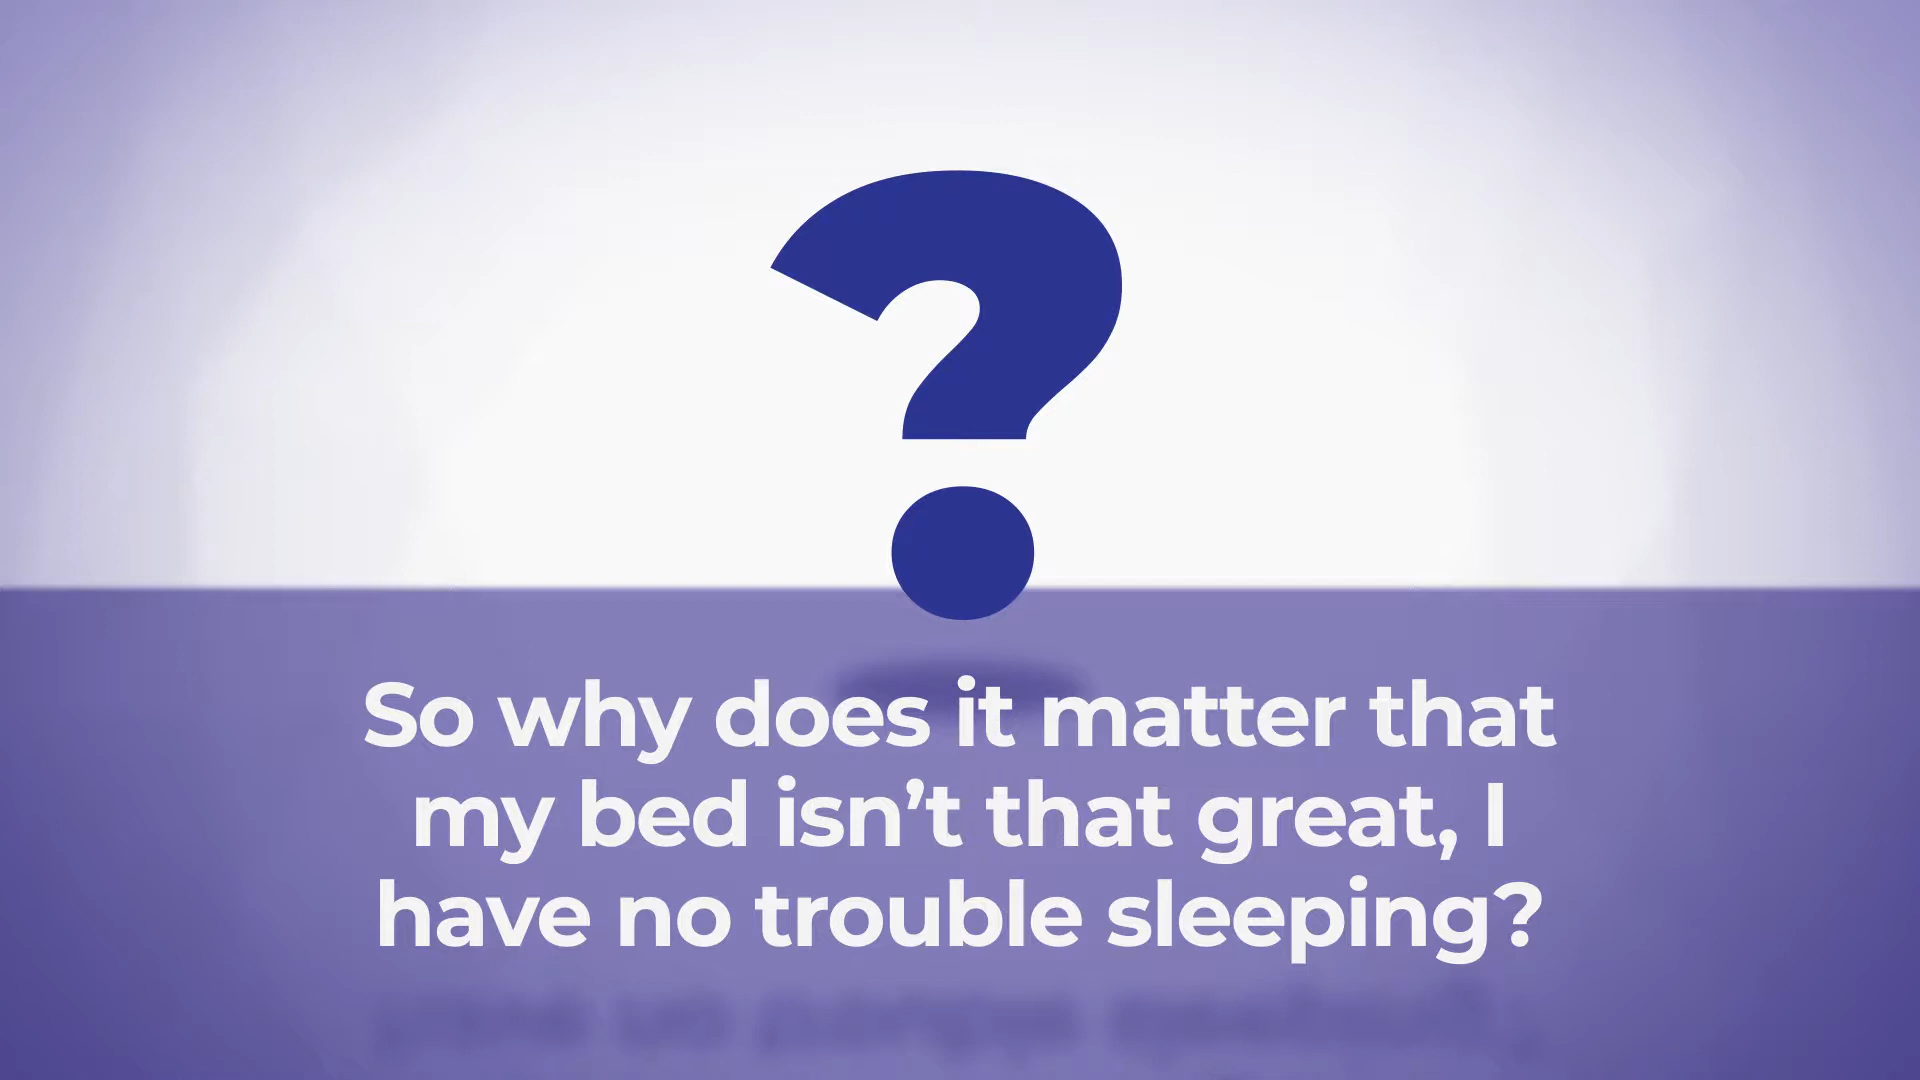 ?
So why does it matter that
my bed isn’t that great, I
have no trouble sleeping?